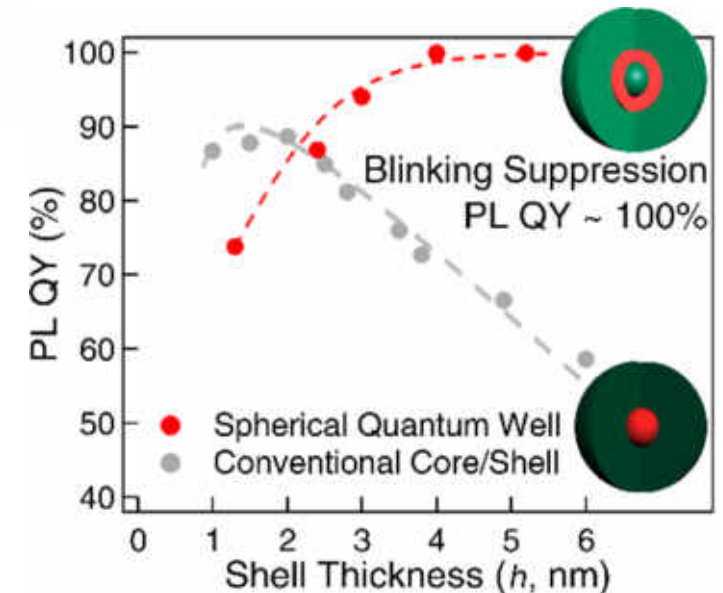 100
90
80
70
60
50
40
PL QY (%)
Blinking Suppression
PL QY ~ 100%
Spherical Quantum Well
Conventional Core/Shell
0 1 2 3 4 5 6
Shell Thickness (h, nm)